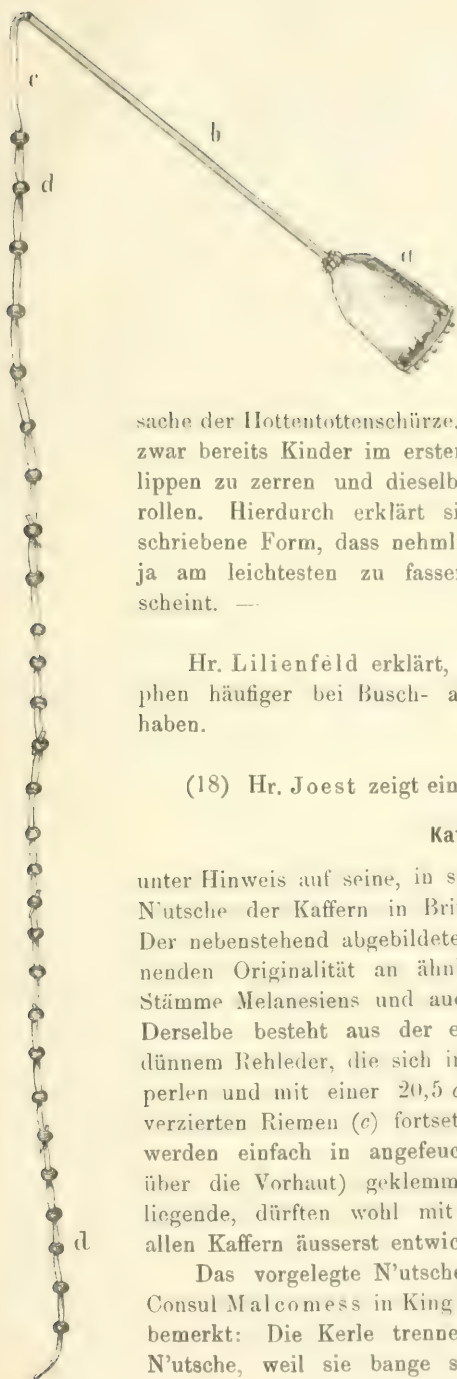 c
b
d
a
sache der Hottentottenschürze.
zwar bereits Kinder im ersten
lippen zu zerren und dieselb
rollen. Hierdurch erklärt si
schriebene Form, dass nehml
ja am leichtesten zu fassen
scheint. —
Hr. Lilienfeld erklärt,
phen häufiger bei Busch- a
haben.
(18) Hr. Joest zeigt ein
Kaf
unter Hinweis auf seine, in s
N'utsche der Kaffern in Bri
Der nebenstehend abgebildete
nenden Originalität an ähn
Stämme Melanesiens und auc
Derselbe besteht aus der e
dünnem Rehleder, die sich in
perlen und mit einer 20,5 c
verzierten Riemen (c) fortset
werden einfach in angefeuc
über die Vorhaut) geklemm
liegende, dürften wohl mit
allen Kaffern äusserst entwic
d
Das vorgelegte N'utsche
Consul Malcomess in King
bemerkt: Die Kerle trenne
N'utsche, weil sie bange s